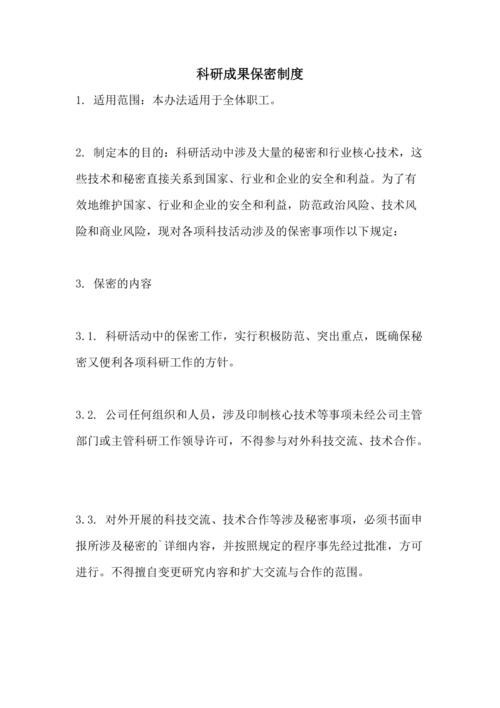 科研成果保密制度
1. 适用范围：本办法适用于全体职工。
2. 制定本的目的：科研活动中涉及大量的秘密和行业核心技术，这
些技术和秘密直接关系到国家、行业和企业的安全和利益。为了有
效地维护国家、行业和企业的安全和利益，防范政治风险、技术风
险和商业风险，现对各项科技活动涉及的保密事项作以下规定：
3. 保密的内容
3.1. 科研活动中的保密工作，实行积极防范、突出重点，既确保秘
密又便利各项科研工作的方针。
3.2. 公司任何组织和人员，涉及印制核心技术等事项未经公司主管
部门或主管科研工作领导许可，不得参与对外科技交流、技术合作。
3.3. 对外开展的科技交流、技术合作等涉及秘密事项，必须书面申
报所涉及秘密的`详细内容，并按照规定的程序事先经过批准，方可
进行。不得擅自变更研究内容和扩大交流与合作的范围。